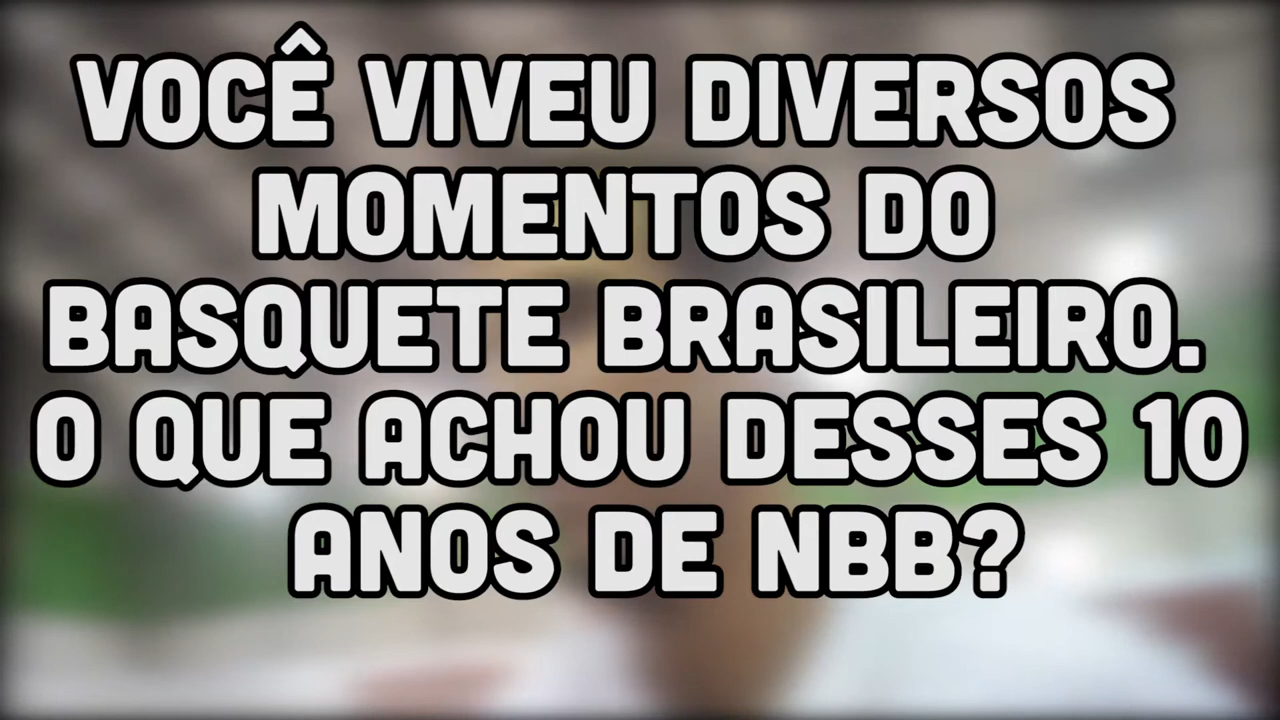 VOCÊ VIVEU DIVERSOS
MOMENTOS DO
BASQUETE BRASILEIRO.
O QUE ACHOU DESSES 10
ANOS DE NBB?